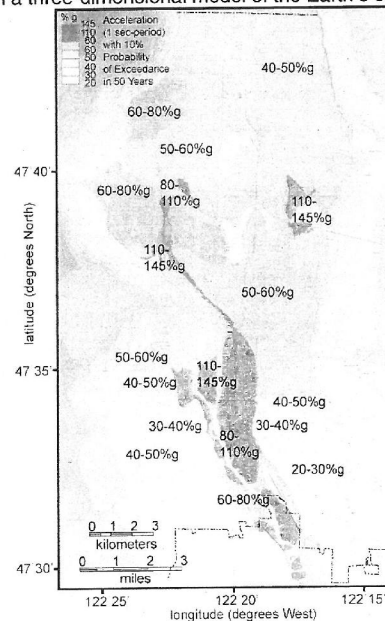 a three-dimensional model of the Earth's
% g
145
110
80
60
50
40
30
20
Acceleration
(1 sec-period)
with 10%
Probability
of Exceedance
in 50 Years
40-50%g
60-80%g
50-60%g
47 40'
60-80%g
80-
110%g
110-
145%g
110-
145%g
50-60%g
latitude (degrees North)
50-60%g
47 35'
110-
145%g
40-50%g
40-50%g
30-40%g
30-40%g
80-
110%g
40-50%g
20-30%g
60-80%g
0 1 2 3
kilometers
0 1 2 3
miles
47 30'
122 25'
122 20'
122 15'
longitude (degrees West)